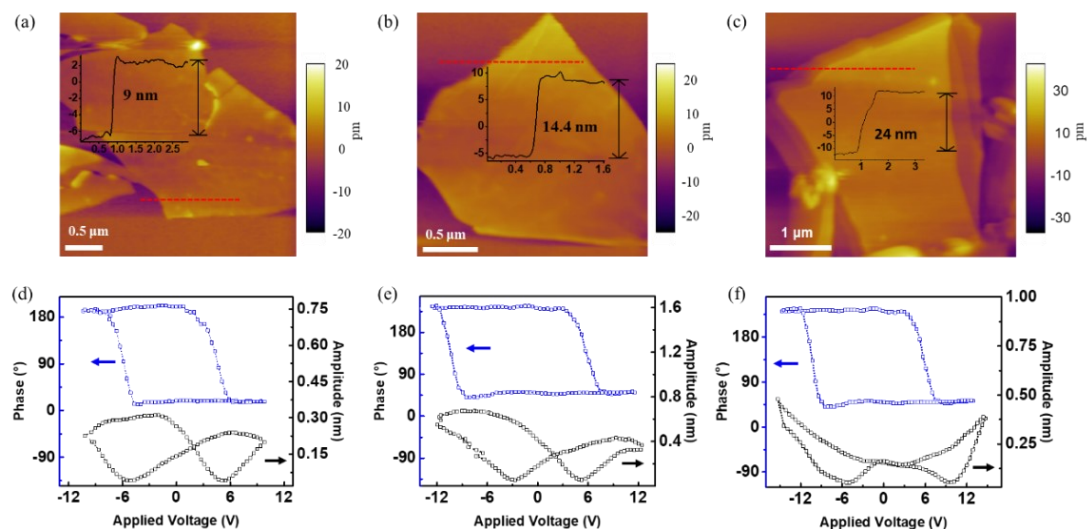 (a)
2
0
-2
-4
-6
0.5 1.0 1.5 2.0 2.5
9 nm
0.5 µm
20
10
0
-10
-20
pm
(b)
10
5
0
-5
0.4 0.8 1.2 1.6
14.4 nm
0.5 µm
20
10
0
-10
-20
pm
(c)
10
5
0
-5
-10
1 2 3
24 nm
1 µm
30
10
-10
-30
pm
(d)
180
90
0
-90
Phase (°)
0.75
0.60
0.45
0.30
0.15
Amplitude (nm)
-12 -6 0 6 12
Applied Voltage (V)
(e)
180
90
0
-90
Phase (°)
1.6
1.2
0.8
0.4
Amplitude (nm)
-12 -6 0 6 12
Applied Voltage (V)
(f)
180
90
0
-90
Phase (°)
1.00
0.75
0.50
0.25
Amplitude (nm)
-12 -6 0 6 12
Applied Voltage (V)